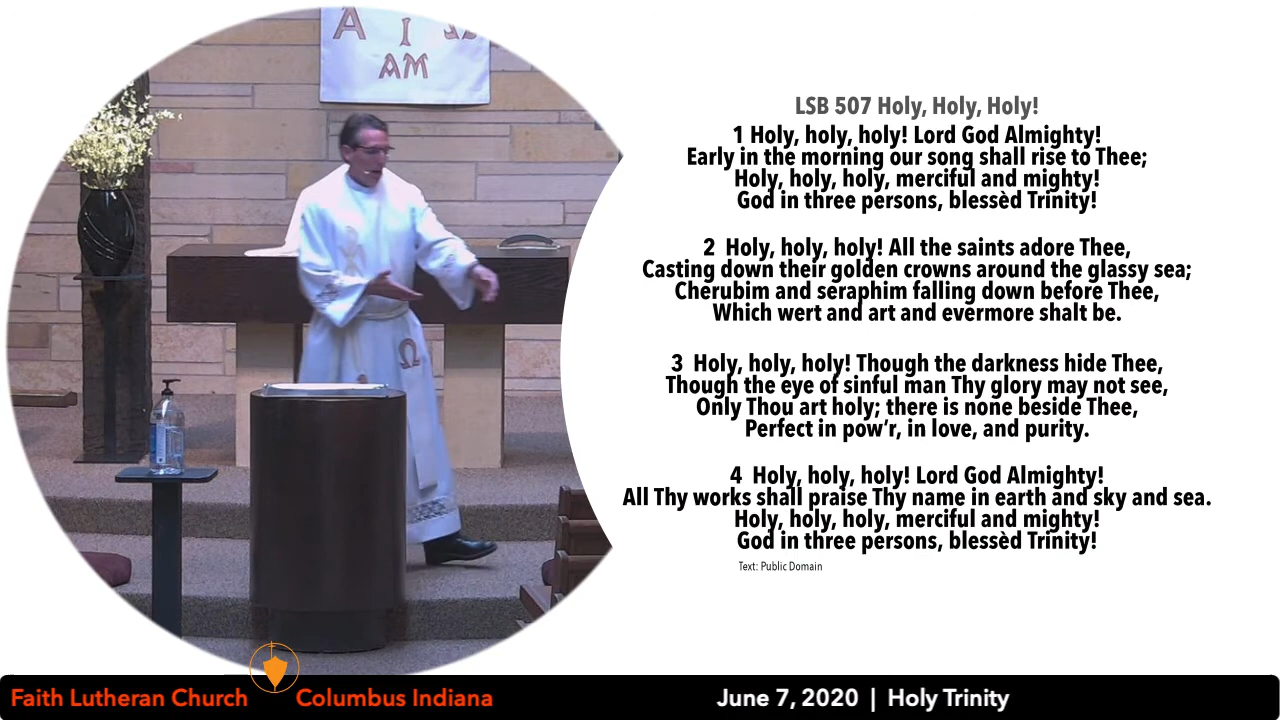 A I
AM
Ω
LSB 507 Holy, Holy, Holy!
1 Holy, holy, holy! Lord God Almighty!
Early in the morning our song shall rise to Thee;
Holy, holy, holy, merciful and mighty!
God in three persons, blessèd Trinity!
2 Holy, holy, holy! All the saints adore Thee,
Casting down their golden crowns around the glassy sea;
Cherubim and seraphim falling down before Thee,
Which wert and art and evermore shalt be.
3 Holy, holy, holy! Though the darkness hide Thee,
Though the eye of sinful man Thy glory may not see,
Only Thou art holy; there is none beside Thee,
Perfect in pow’r, in love, and purity.
4 Holy, holy, holy! Lord God Almighty!
All Thy works shall praise Thy name in earth and sky and sea.
Holy, holy, holy, merciful and mighty!
God in three persons, blessèd Trinity!
Text: Public Domain
Faith Lutheran Church Columbus Indiana June 7, 2020 | Holy Trinity